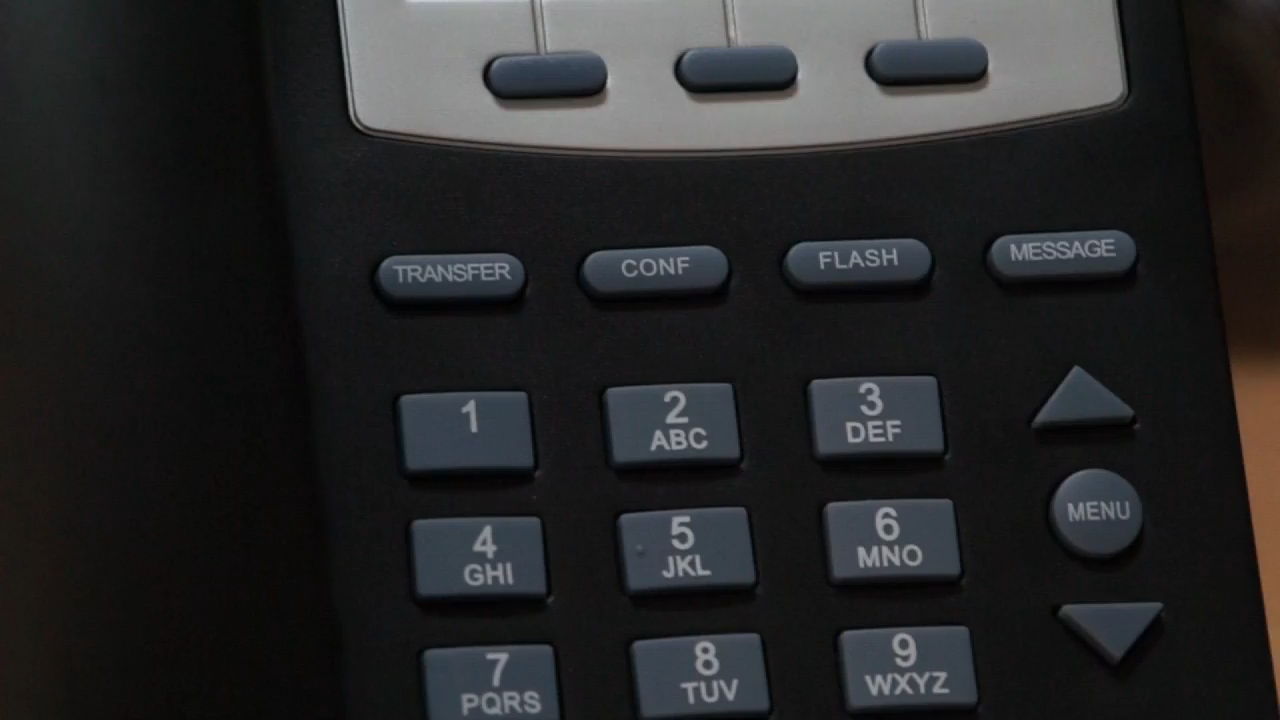 TRANSFER CONF FLASH MESSAGE
1 2 3
ABC DEF
MENU
4 5 6
GHI JKL MNO
7 8 9
PQRS TUV WXYZ